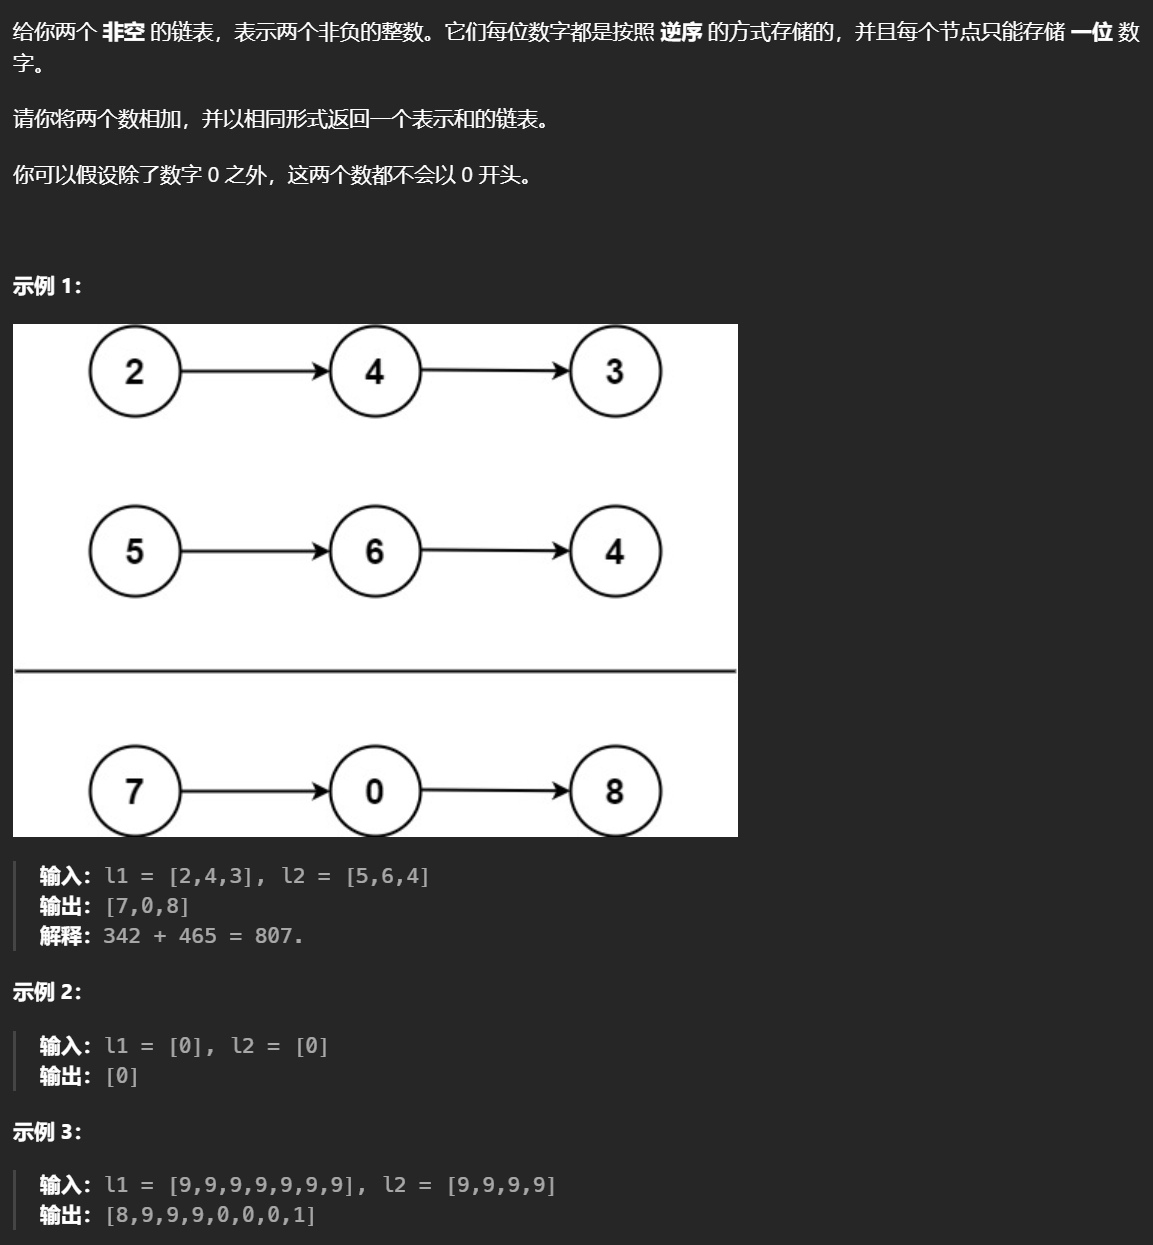 给你两个 非空 的链表，表示两个非负的整数。它们每位数字都是按照 逆序 的方式存储的，并且每个节点只能存储 一位 数
字。
请你将两个数相加，并以相同形式返回一个表示和的链表。
你可以假设除了数字 0 之外，这两个数都不会以 0 开头。
示例 1：
2 4 3
5 6 4
7 0 8
输入：l1 = [2,4,3], l2 = [5,6,4]
输出：[7,0,8]
解释：342 + 465 = 807.
示例 2：
输入：l1 = [0], l2 = [0]
输出：[0]
示例 3：
输入：l1 = [9,9,9,9,9,9,9], l2 = [9,9,9,9]
输出：[8,9,9,9,0,0,0,1]